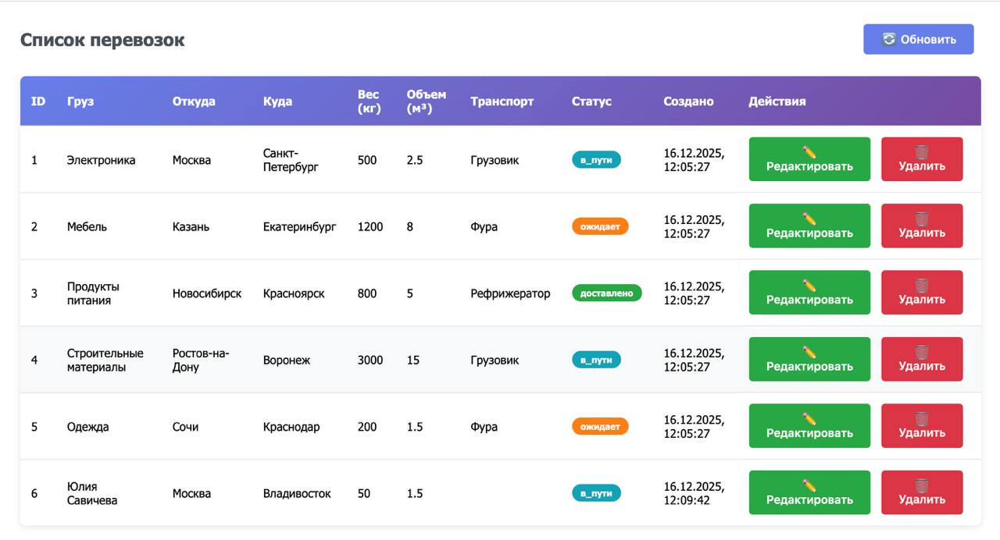 Список перевозок
🔄 Обновить
ID Груз Откуда Куда Вес (кг) Объем (м³) Транспорт Статус Создано Действия
1 Электроника Москва Санкт-Петербург 500 2.5 Грузовик в_пути 16.12.2025, 12:05:27 ✏️ Редактировать 🗑️ Удалить
2 Мебель Казань Екатеринбург 1200 8 Фура ожидает 16.12.2025, 12:05:27 ✏️ Редактировать 🗑️ Удалить
3 Продукты питания Новосибирск Красноярск 800 5 Рефрижератор доставлено 16.12.2025, 12:05:27 ✏️ Редактировать 🗑️ Удалить
4 Строительные материалы Ростов-на-Дону Воронеж 3000 15 Грузовик в_пути 16.12.2025, 12:05:27 ✏️ Редактировать 🗑️ Удалить
5 Одежда Сочи Краснодар 200 1.5 Фура ожидает 16.12.2025, 12:05:27 ✏️ Редактировать 🗑️ Удалить
6 Юлия Савичева Москва Владивосток 50 1.5 в_пути 16.12.2025, 12:09:42 ✏️ Редактировать 🗑️ Удалить